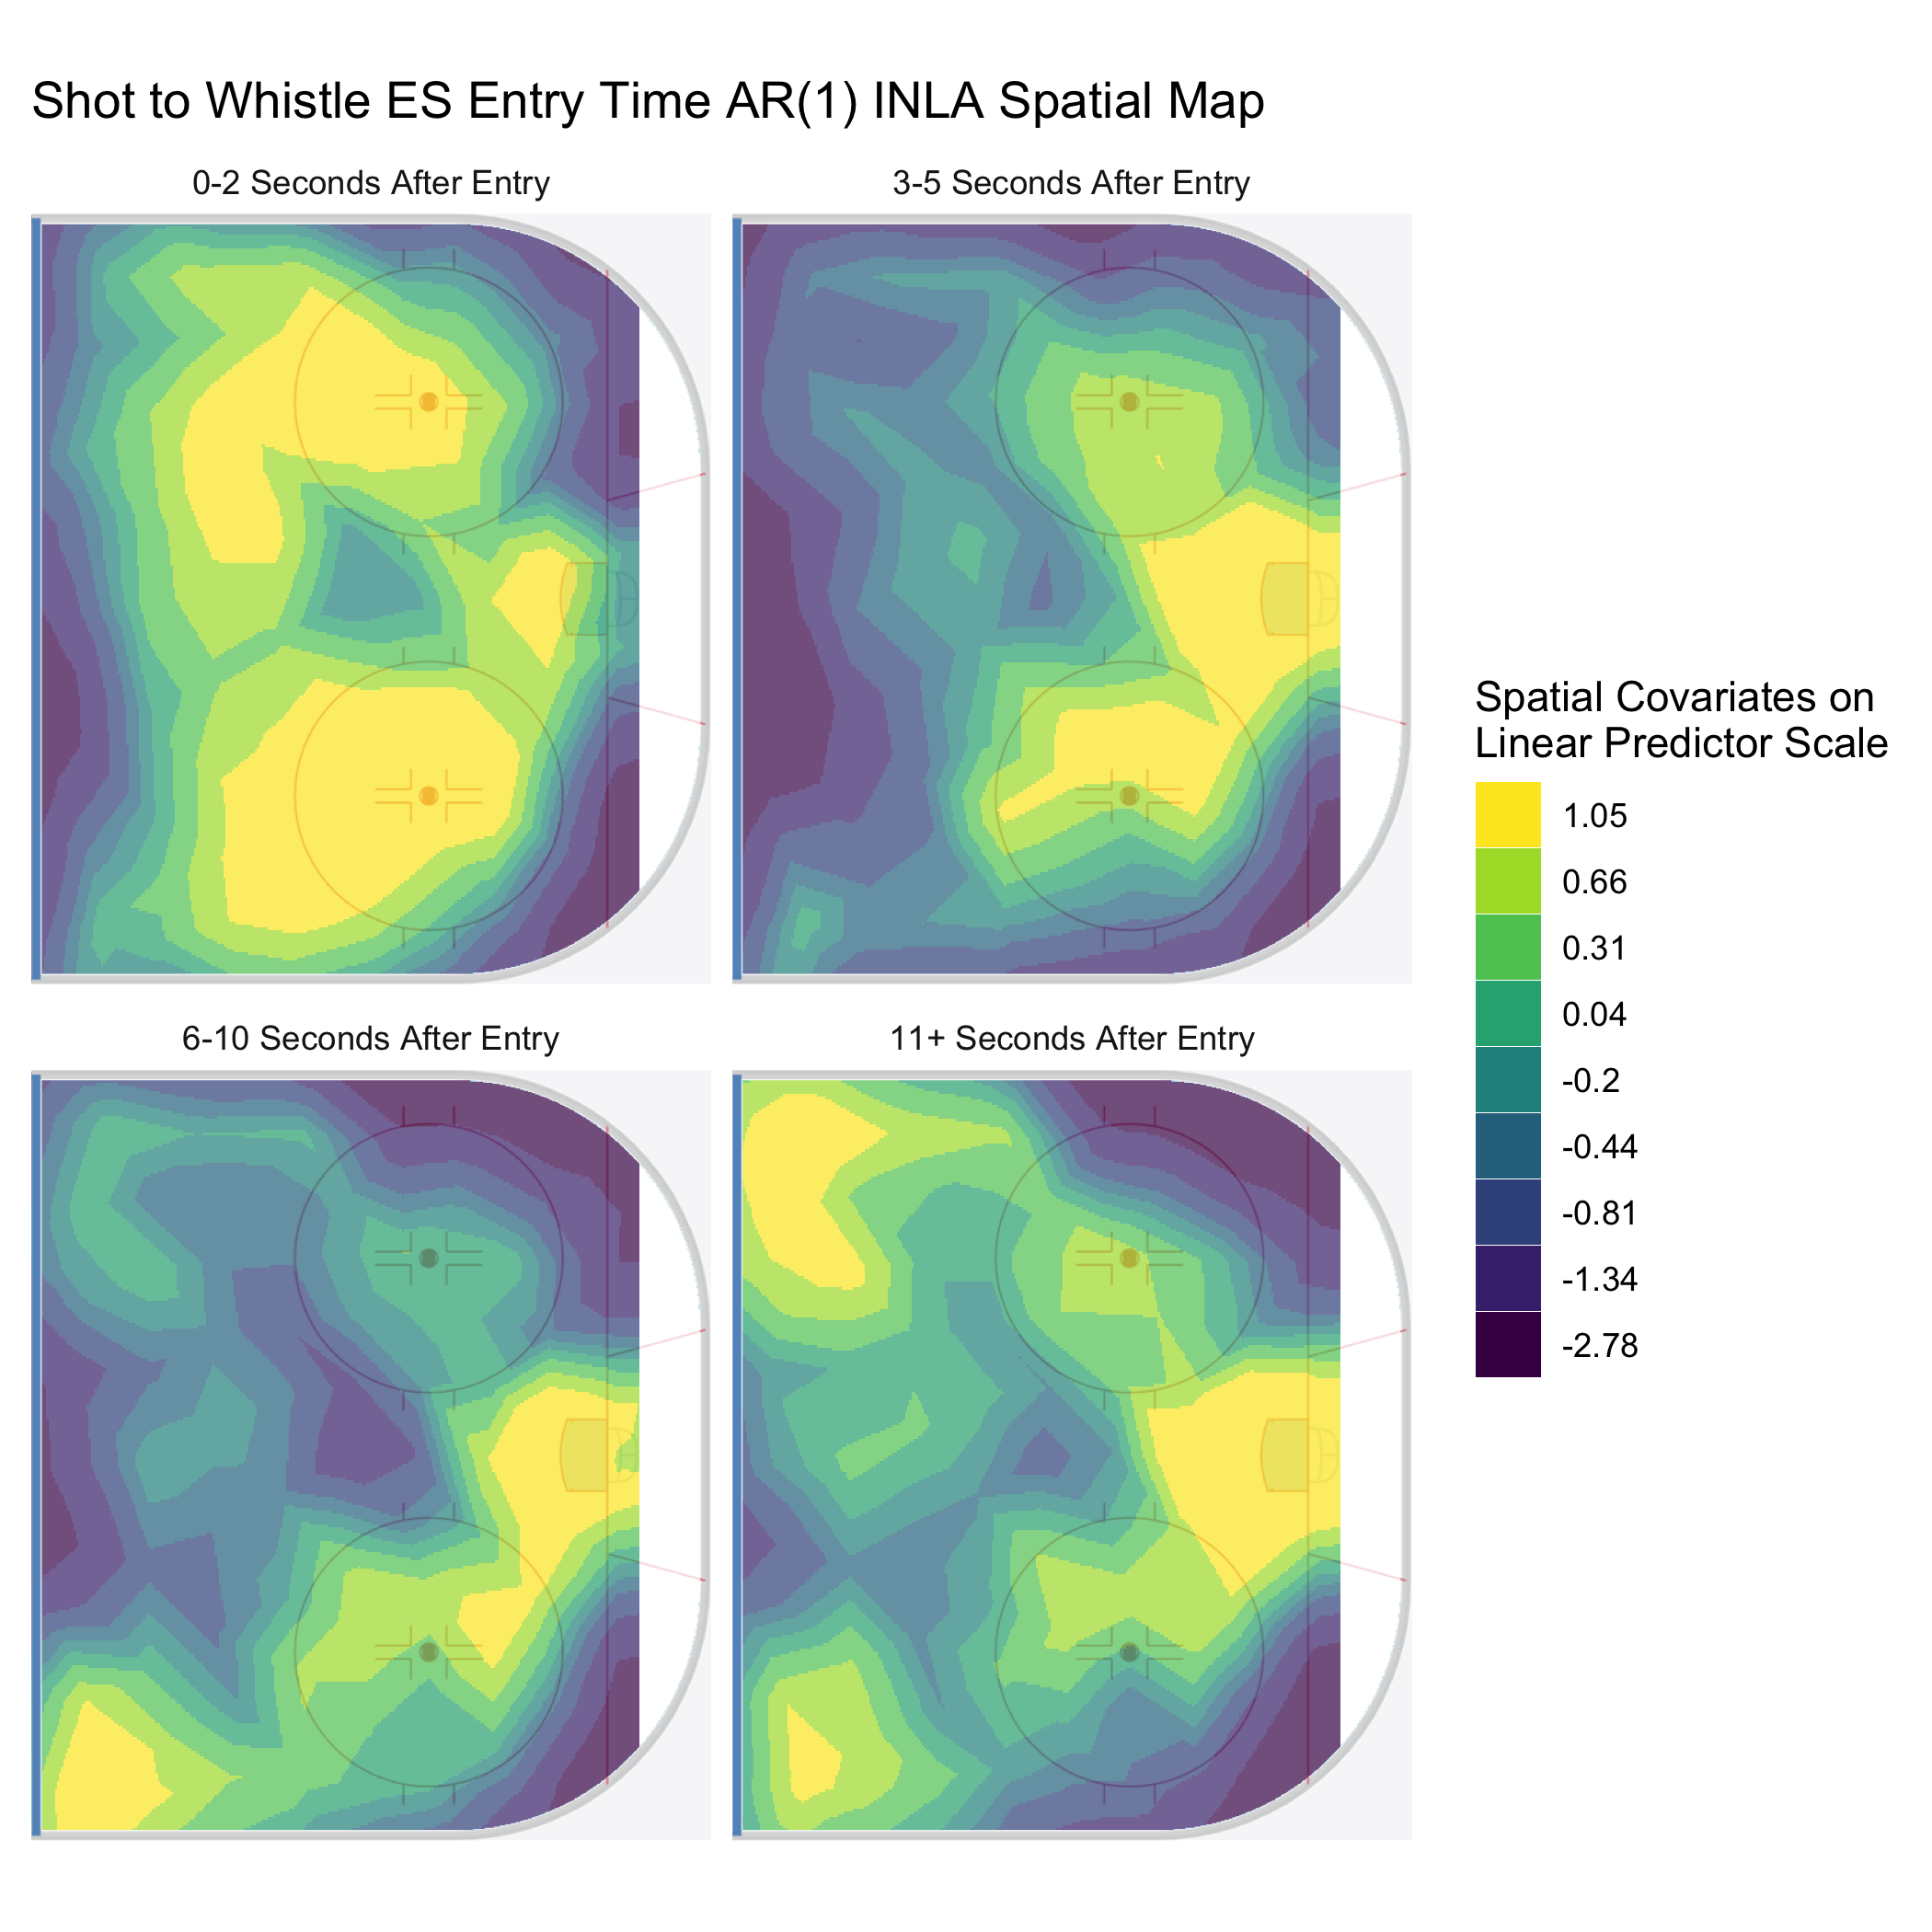 Shot to Whistle ES Entry Time AR(1) INLA Spatial Map
0-2 Seconds After Entry
3-5 Seconds After Entry
6-10 Seconds After Entry
11+ Seconds After Entry
Spatial Covariates on
Linear Predictor Scale
1.05
0.66
0.31
0.04
-0.2
-0.44
-0.81
-1.34
-2.78